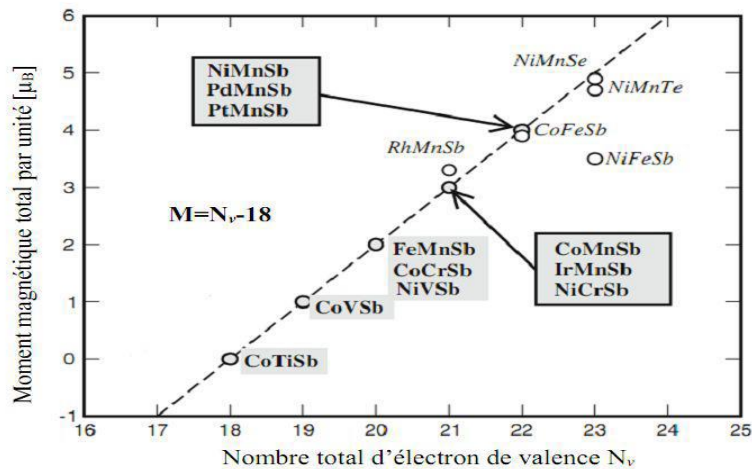 Moment magnétique total par unité [μB]
6
5
4
3
2
1
0
-1
NiMnSb
PdMnSb
PtMnSb
NiMnSe
NiMnTe
CoFeSb
RhMnSb
NiFeSb
M=Nv-18
FeMnSb
CoCrSb
NiVSb
CoMnSb
IrMnSb
NiCrSb
CoVSb
CoTiSb
16 17 18 19 20 21 22 23 24 25
Nombre total d'électron de valence Nv